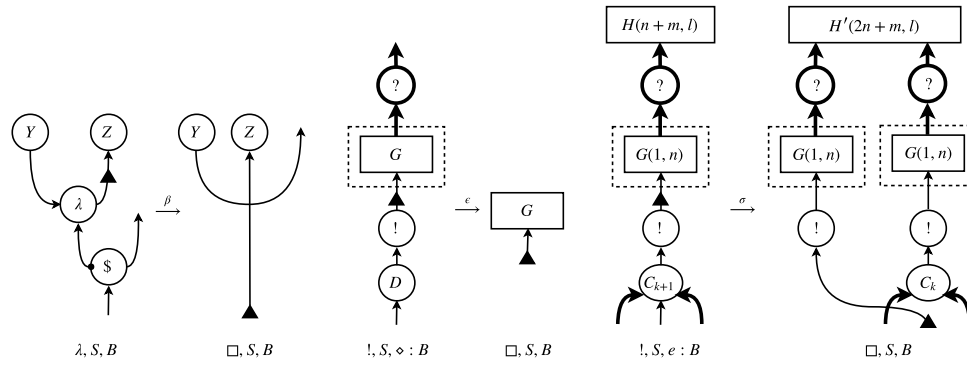 H(n + m, l)
H′(2n + m, l)
?
?
?
?
Y
Z
Y
Z
G
G(1, n)
G(1, n)
G(1, n)
λ
β
ϵ
G
σ
!
!
!
!
$
D
C_{k+1}
C_k
λ, S, B
□, S, B
!, S, ⋄ : B
□, S, B
!, S, e : B
□, S, B